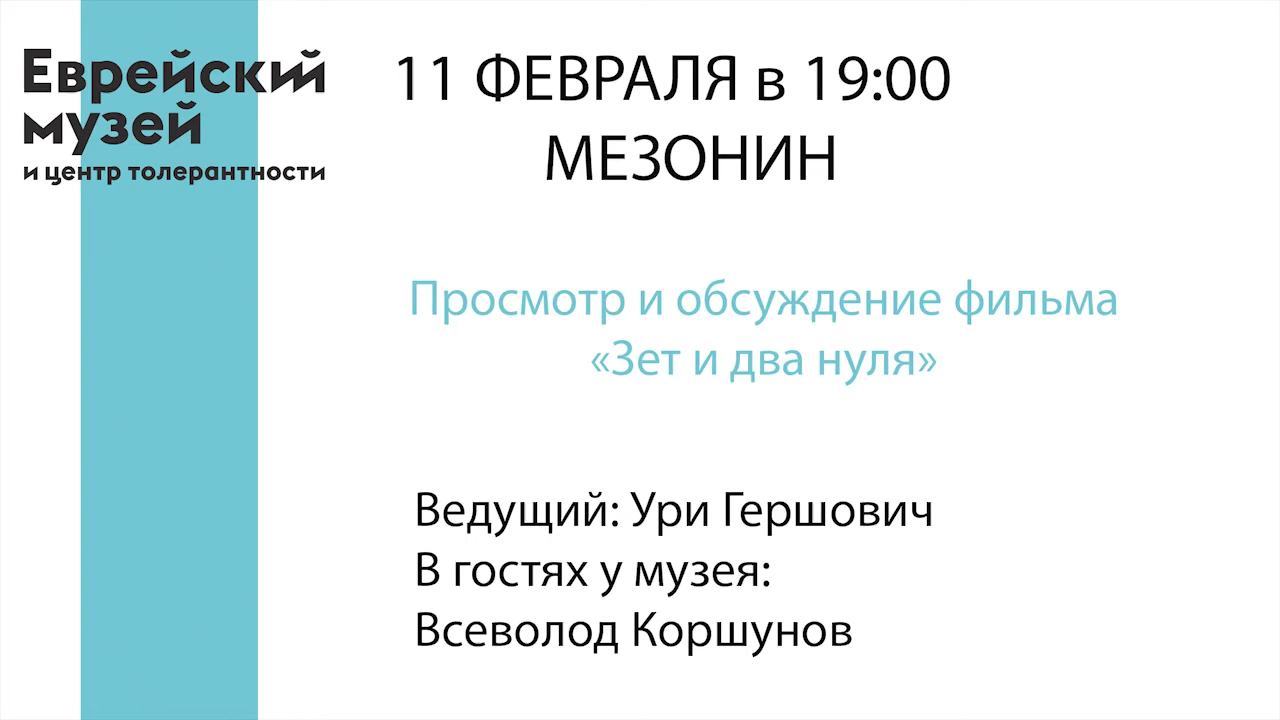 Еврейский
музей
и центр толерантности
11 ФЕВРАЛЯ в 19:00
МЕЗОНИН
Просмотр и обсуждение фильма
«Зет и два нуля»
Ведущий: Ури Гершович
В гостях у музея:
Всеволод Коршунов